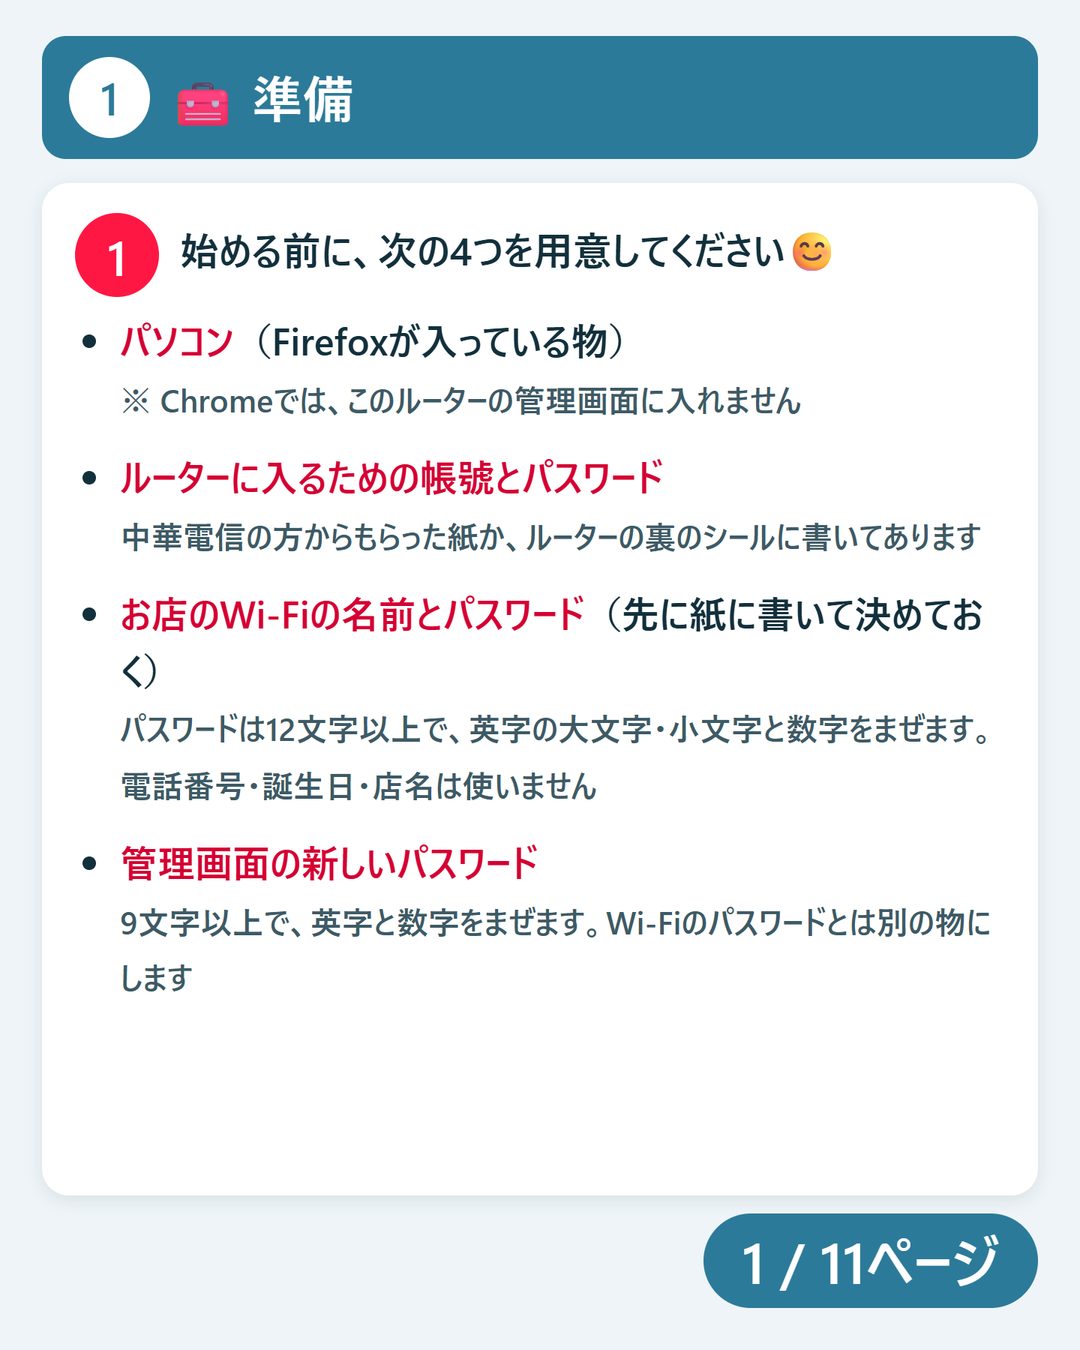 1 準備
1 始める前に、次の4つを用意してください
• パソコン（Firefoxが入っている物）
※ Chromeでは、このルーターの管理画面に入れません
• ルーターに入るための帳號とパスワード
中華電信の方からもらった紙か、ルーターの裏のシールに書いてあります
• お店のWi-Fiの名前とパスワード（先に紙に書いて決めてお
く）
パスワードは12文字以上で、英字の大文字・小文字と数字をまぜます。
電話番号・誕生日・店名は使いません
• 管理画面の新しいパスワード
9文字以上で、英字と数字をまぜます。Wi-Fiのパスワードとは別の物に
します
1 / 11ページ